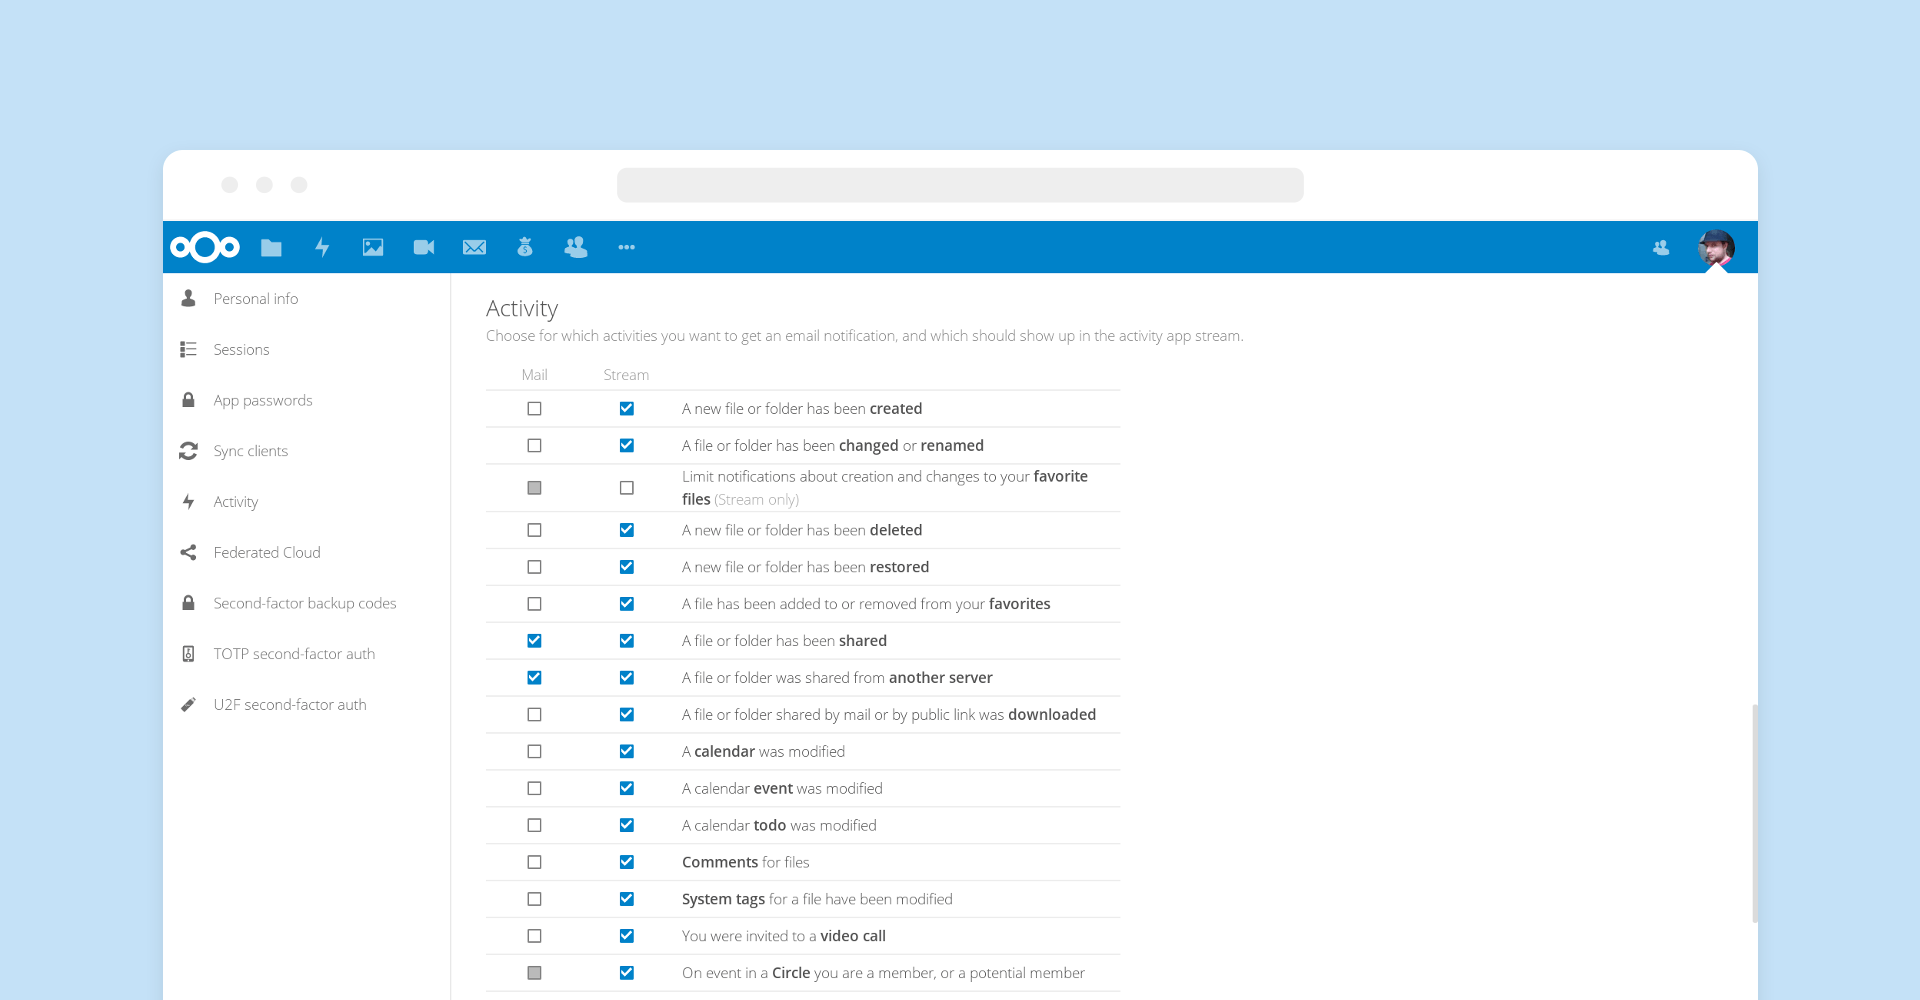 Personal info
Sessions
App passwords
Sync clients
Activity
Federated Cloud
Second-factor backup codes
TOTP second-factor auth
U2F second-factor auth
Activity
Choose for which activities you want to get an email notification, and which should show up in the activity app stream.
Mail Stream
A new file or folder has been created
A file or folder has been changed or renamed
Limit notifications about creation and changes to your favorite
files (Stream only)
A new file or folder has been deleted
A new file or folder has been restored
A file has been added to or removed from your favorites
A file or folder has been shared
A file or folder was shared from another server
A file or folder shared by mail or by public link was downloaded
A calendar was modified
A calendar event was modified
A calendar todo was modified
Comments for files
System tags for a file have been modified
You were invited to a video call
On event in a Circle you are a member, or a potential member